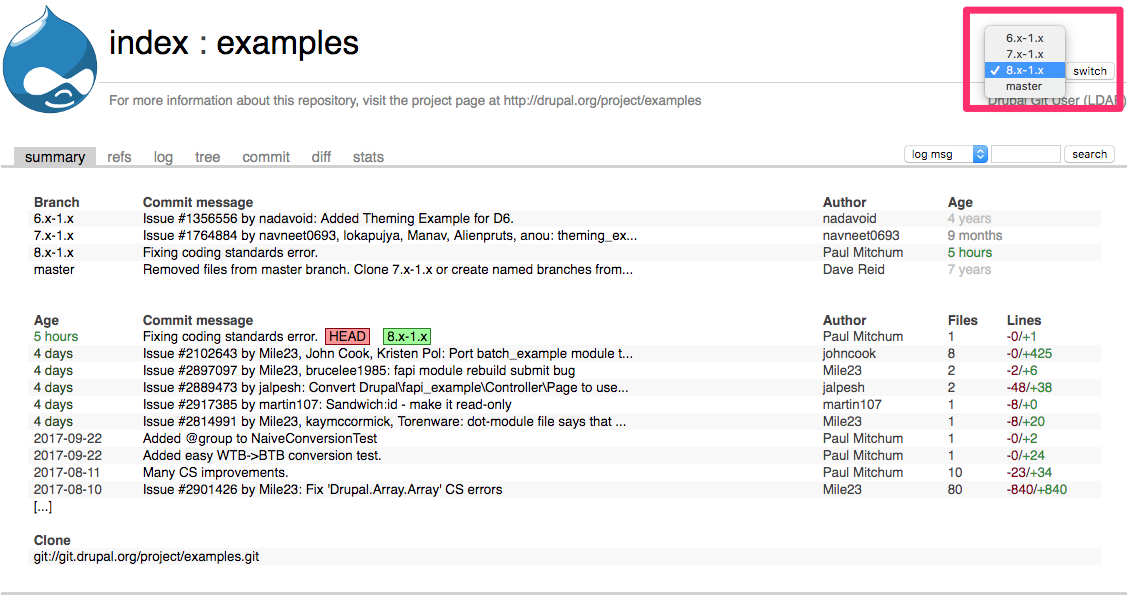 index : examples
6.x-1.x
7.x-1.x
✓ 8.x-1.x
switch
master
For more information about this repository, visit the project page at http://drupal.org/project/examples
Drupal Git User (LDAP)
summary refs log tree commit diff stats
log msg search
Branch Commit message Author Age
6.x-1.x Issue #1356556 by nadavoid: Added Theming Example for D6. nadavoid 4 years
7.x-1.x Issue #1764884 by navneet0693, lokapujya, Manav, Alienpruts, anou: theming_ex... navneet0693 9 months
8.x-1.x Fixing coding standards error. Paul Mitchum 5 hours
master Removed files from master branch. Clone 7.x-1.x or create named branches from... Dave Reid 7 years
Age Commit message Author Files Lines
5 hours Fixing coding standards error. HEAD 8.x-1.x Paul Mitchum 1 -0/+1
4 days Issue #2102643 by Mile23, John Cook, Kristen Pol: Port batch_example module t... johncook 8 -0/+425
4 days Issue #2897097 by Mile23, brucelee1985: fapi module rebuild submit bug Mile23 2 -2/+6
4 days Issue #2889473 by jalpesh: Convert Drupal\fapi_example\Controller\Page to use... jalpesh 2 -48/+38
4 days Issue #2917385 by martin107: Sandwich:id - make it read-only martin107 1 -8/+0
4 days Issue #2814991 by Mile23, kaymccormick, Torenware: dot-module file says that ... Mile23 1 -8/+20
2017-09-22 Added @group to NaiveConversionTest Paul Mitchum 1 -0/+2
2017-09-22 Added easy WTB->BTB conversion test. Paul Mitchum 1 -0/+24
2017-08-11 Many CS improvements. Paul Mitchum 10 -23/+34
2017-08-10 Issue #2901426 by Mile23: Fix 'Drupal.Array.Array' CS errors Mile23 80 -840/+840
[...]
Clone
git://git.drupal.org/project/examples.git